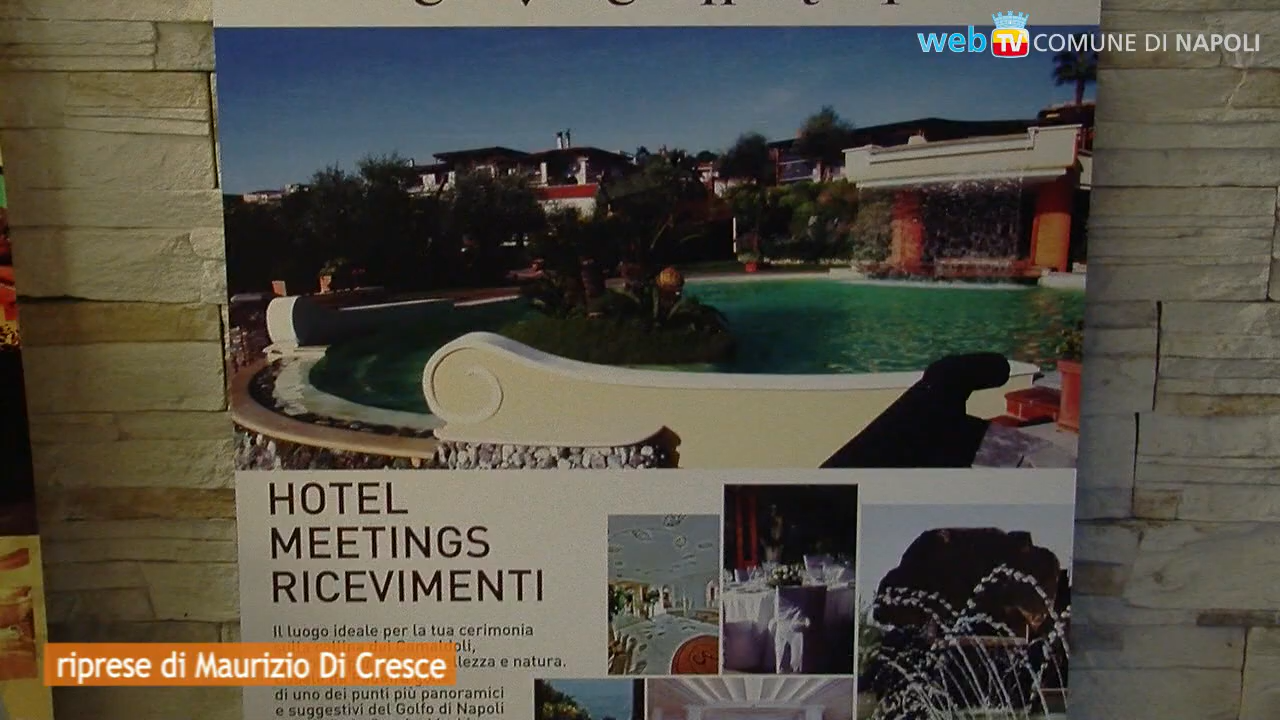 web TV COMUNE DI NAPOLI
HOTEL
MEETINGS
RICEVIMENTI
Il luogo ideale per la tua cerimonia
Camaldoli,
llezza e natura.
di uno dei punti più panoramici
e suggestivi del Golfo di Napoli
riprese di Maurizio Di Cresce